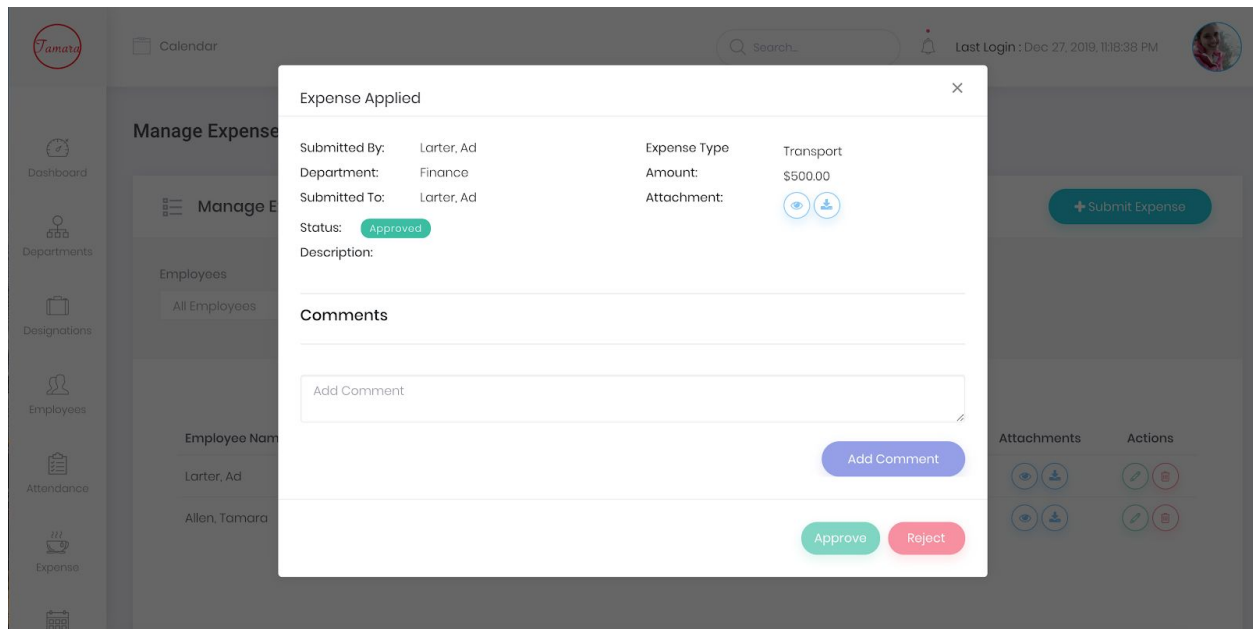 Tamara
Calendar
Search...
Last Login : Dec 27, 2019, 11:18:38 PM
Expense Applied
Manage Expense
Submitted By: Larter, Ad
Expense Type Transport
Department: Finance
Amount: $500.00
Submitted To: Larter, Ad
Attachment:
Status: Approved
Description:
Dashboard
Manage E
+ Submit Expense
Departments
Employees
All Employees
Comments
Designations
Add Comment
Employees
Employee Nam
Attachments
Actions
Add Comment
Larter, Ad
Attendance
Allen, Tamara
Approve
Reject
Expense